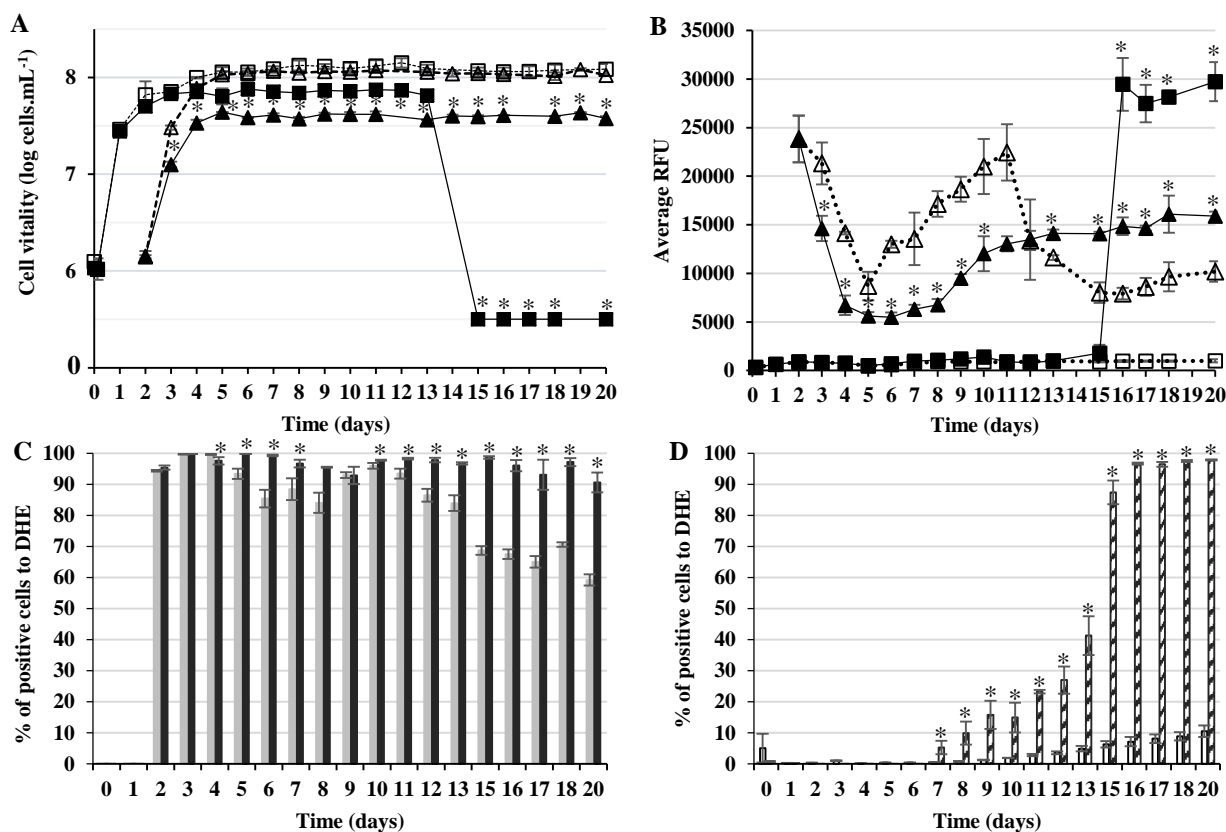 A
Cell vitality (log cells.mL-1)
8
7
6
0
0 1 2 3 4 5 6 7 8 9 10 11 12 13 14 15 16 17 18 19 20
Time (days)
B
Average RFU
35000
30000
25000
20000
15000
10000
5000
0
0 1 2 3 4 5 6 7 8 9 10 11 12 13 14 15 16 17 18 19 20
Time (days)
C
% of positive cells to DHE
100
90
80
70
60
50
40
30
20
10
0
0 1 2 3 4 5 6 7 8 9 10 11 12 13 15 16 17 18 20
Time (days)
D
% of positive cells to DHE
100
90
80
70
60
50
40
30
20
10
0
0 1 2 3 4 5 6 7 8 9 10 11 12 13 15 16 17 18 20
Time (days)